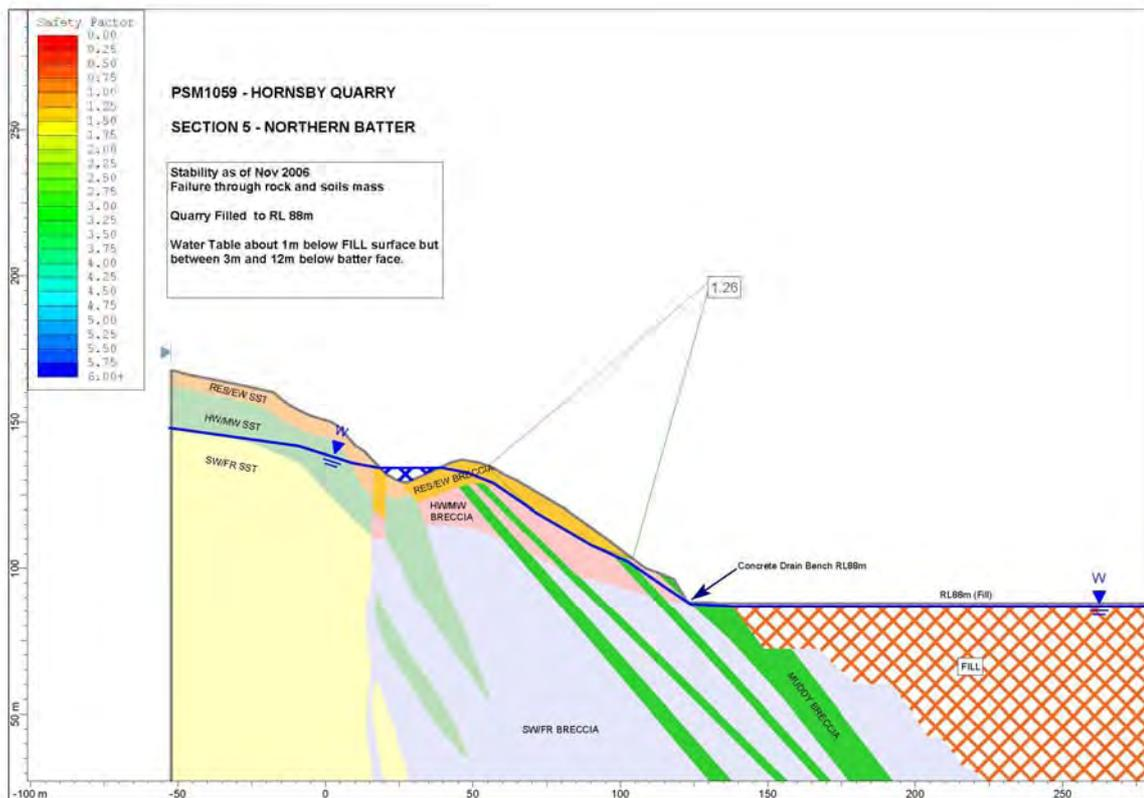 Safety Factor
0.00
0.25
0.50
0.75
1.00
1.25
1.50
1.75
2.00
2.25
2.50
2.75
3.00
3.25
3.50
3.75
4.00
4.25
4.50
4.75
5.00
5.25
5.50
5.75
6.00+
PSM1059 - HORNSBY QUARRY
SECTION 5 - NORTHERN BATTER
Stability as of Nov 2006
Failure through rock and soils mass
Quarry Filled to RL 88m
Water Table about 1m below FILL surface but
between 3m and 12m below batter face.
1.26
RES/EW SST
HW/MW SST
SW/FR SST
W
RES/EW BRECCIA
HW/MW
BRECCIA
Concrete Drain Bench RL88m
RL88m (Fill)
W
FILL
MUDDY BRECCIA
SW/FR BRECCIA
250
200
150
100
50 m
-100 m
-50
0
50
100
150
200
250